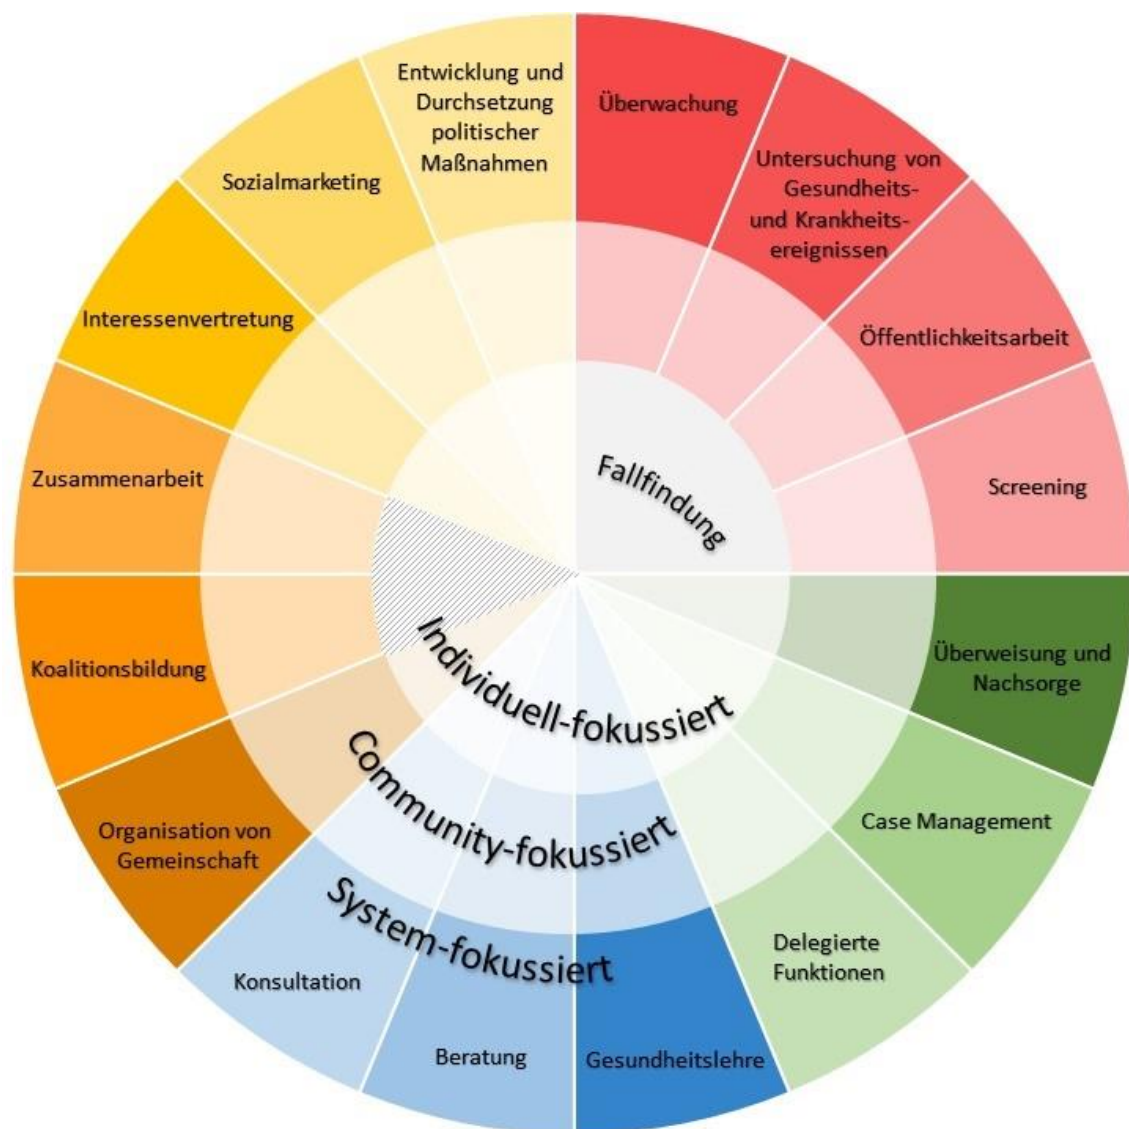 Überwachung
Untersuchung von
Gesundheits-
und Krankheits-
ereignissen
Öffentlichkeitsarbeit
Screening
Überweisung und
Nachsorge
Case Management
Delegierte
Funktionen
Gesundheitslehre
Beratung
Konsultation
Organisation von
Gemeinschaft
Koalitionsbildung
Zusammenarbeit
Interessenvertretung
Sozialmarketing
Entwicklung und
Durchsetzung
politischer
Maßnahmen
Fallfindung
Individuell-fokussiert
Community-fokussiert
System-fokussiert